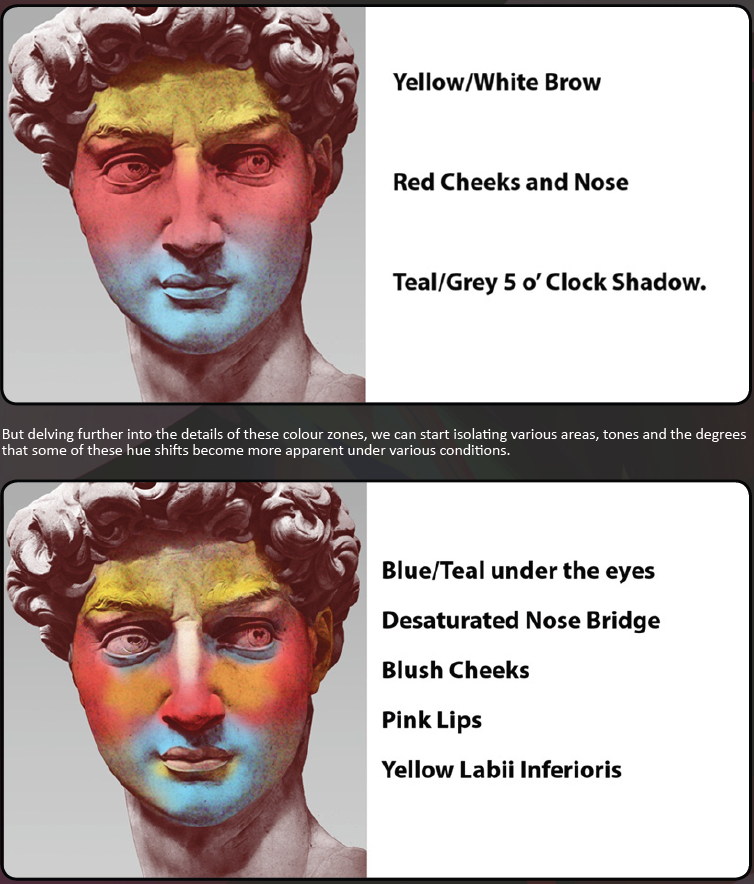 Yellow/White Brow
Red Cheeks and Nose
Teal/Grey 5 o’ Clock Shadow.
But delving further into the details of these colour zones, we can start isolating various areas, tones and the degrees
that some of these hue shifts become more apparent under various conditions.
Blue/Teal under the eyes
Desaturated Nose Bridge
Blush Cheeks
Pink Lips
Yellow Labii Inferioris